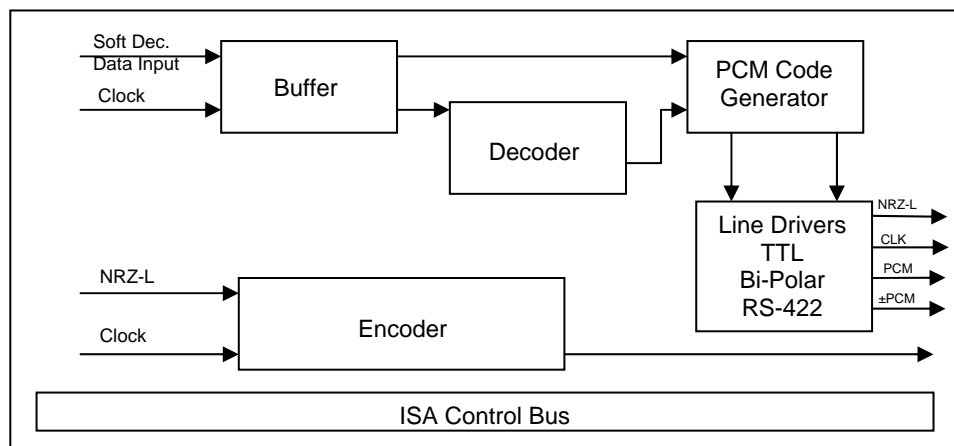 Soft Dec.
Data Input
Clock
Buffer
PCM Code
Generator
Decoder
NRZ-L
Clock
Encoder
Line Drivers
TTL
Bi-Polar
RS-422
NRZ-L
CLK
PCM
±PCM
ISA Control Bus